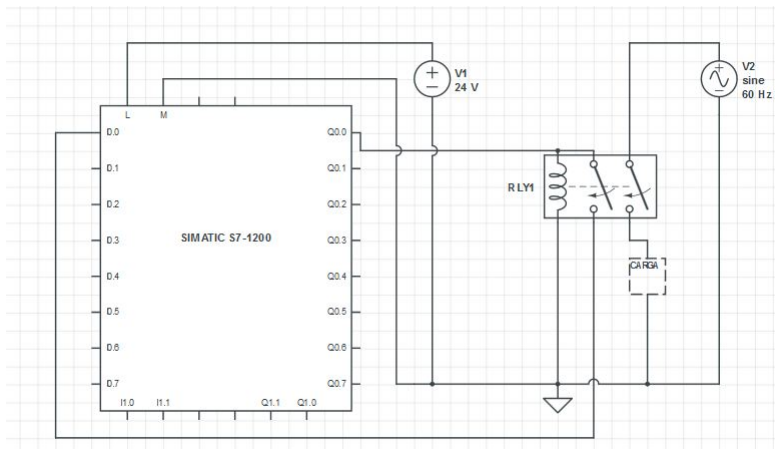 V1
24 V
V2
sine
60 Hz
L
M
D.0
Q0.0
D.1
Q0.1
D.2
Q0.2
D.3
Q0.3
D.4
Q0.4
D.5
Q0.5
D.6
Q0.6
D.7
Q0.7
SIMATIC S7-1200
I1.0
I1.1
Q1.1
Q1.0
RLY1
CARGA